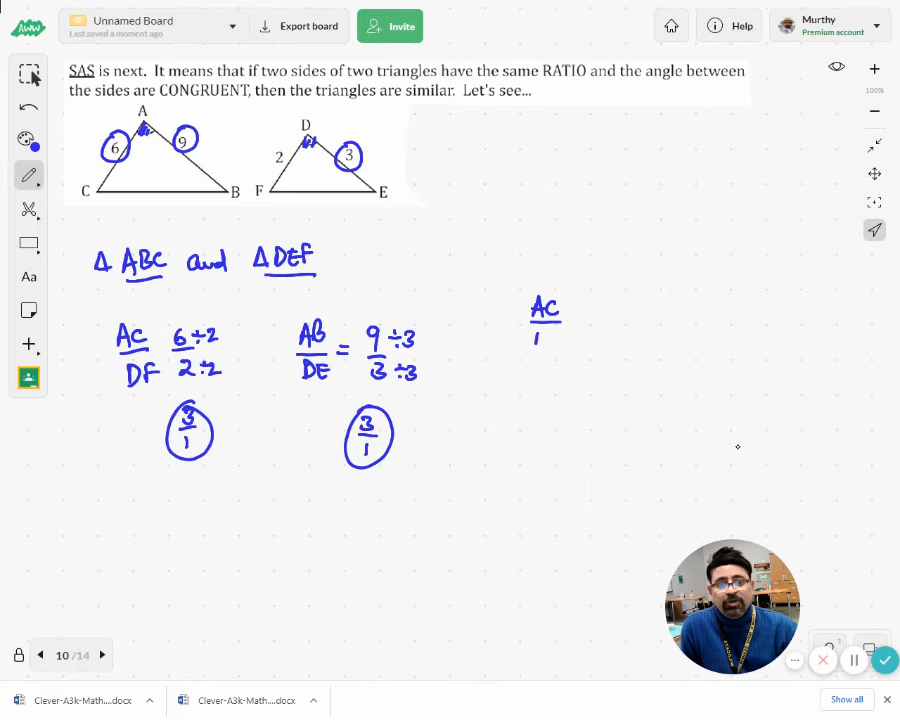 AWW
Unnamed Board
Last saved a moment ago
Export board
Invite
Help
Murthy
Premium account
SAS is next. It means that if two sides of two triangles have the same RATIO and the angle between
the sides are CONGRUENT, then the triangles are similar. Let's see...
100%
A
6
9
C
B
D
2
3
F
E
Aa
Δ ABC and Δ DEF
AC
DF
6÷2
2÷2
3
1
AB
DE
=
9÷3
3÷3
3
1
AC
10 /14
1
Clever-A3k-Math....docx
Clever-A3k-Math....docx
Show all